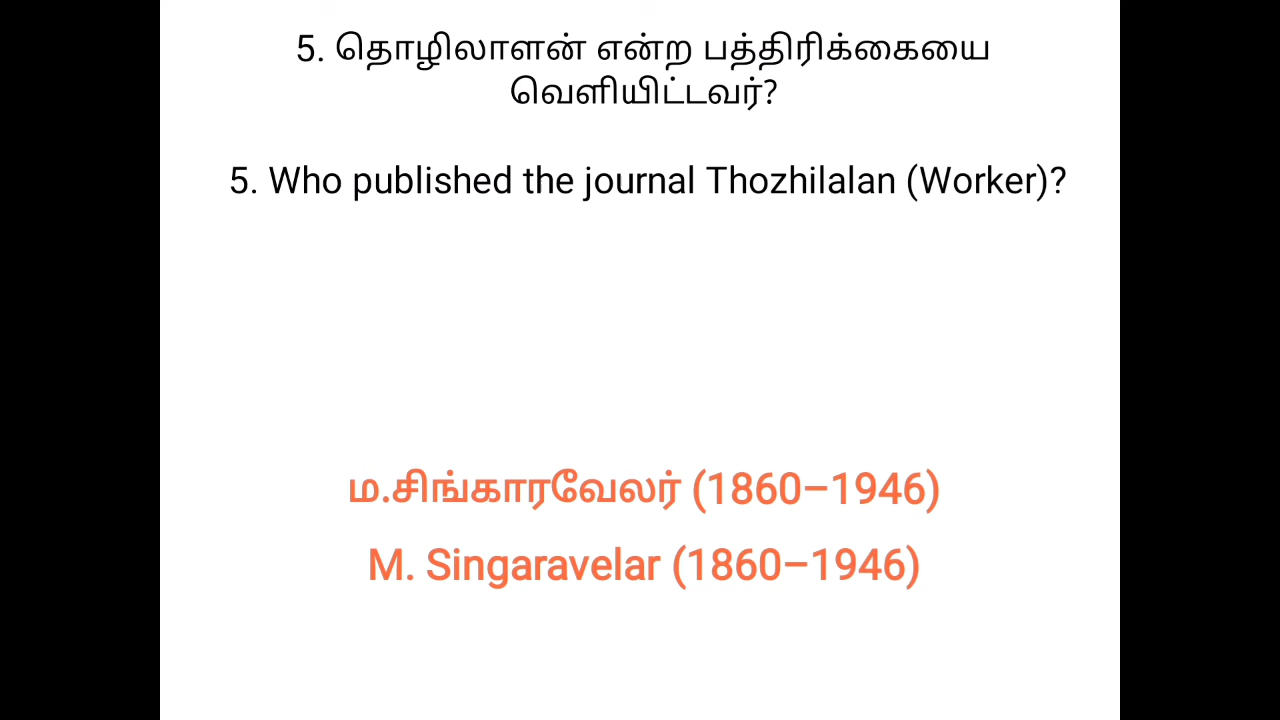 5. தொழிலாளன் என்ற பத்திரிக்கையை
வெளியிட்டவர்?
5. Who published the journal Thozhilalan (Worker)?
ம.சிங்காரவேலர் (1860–1946)
M. Singaravelar (1860–1946)